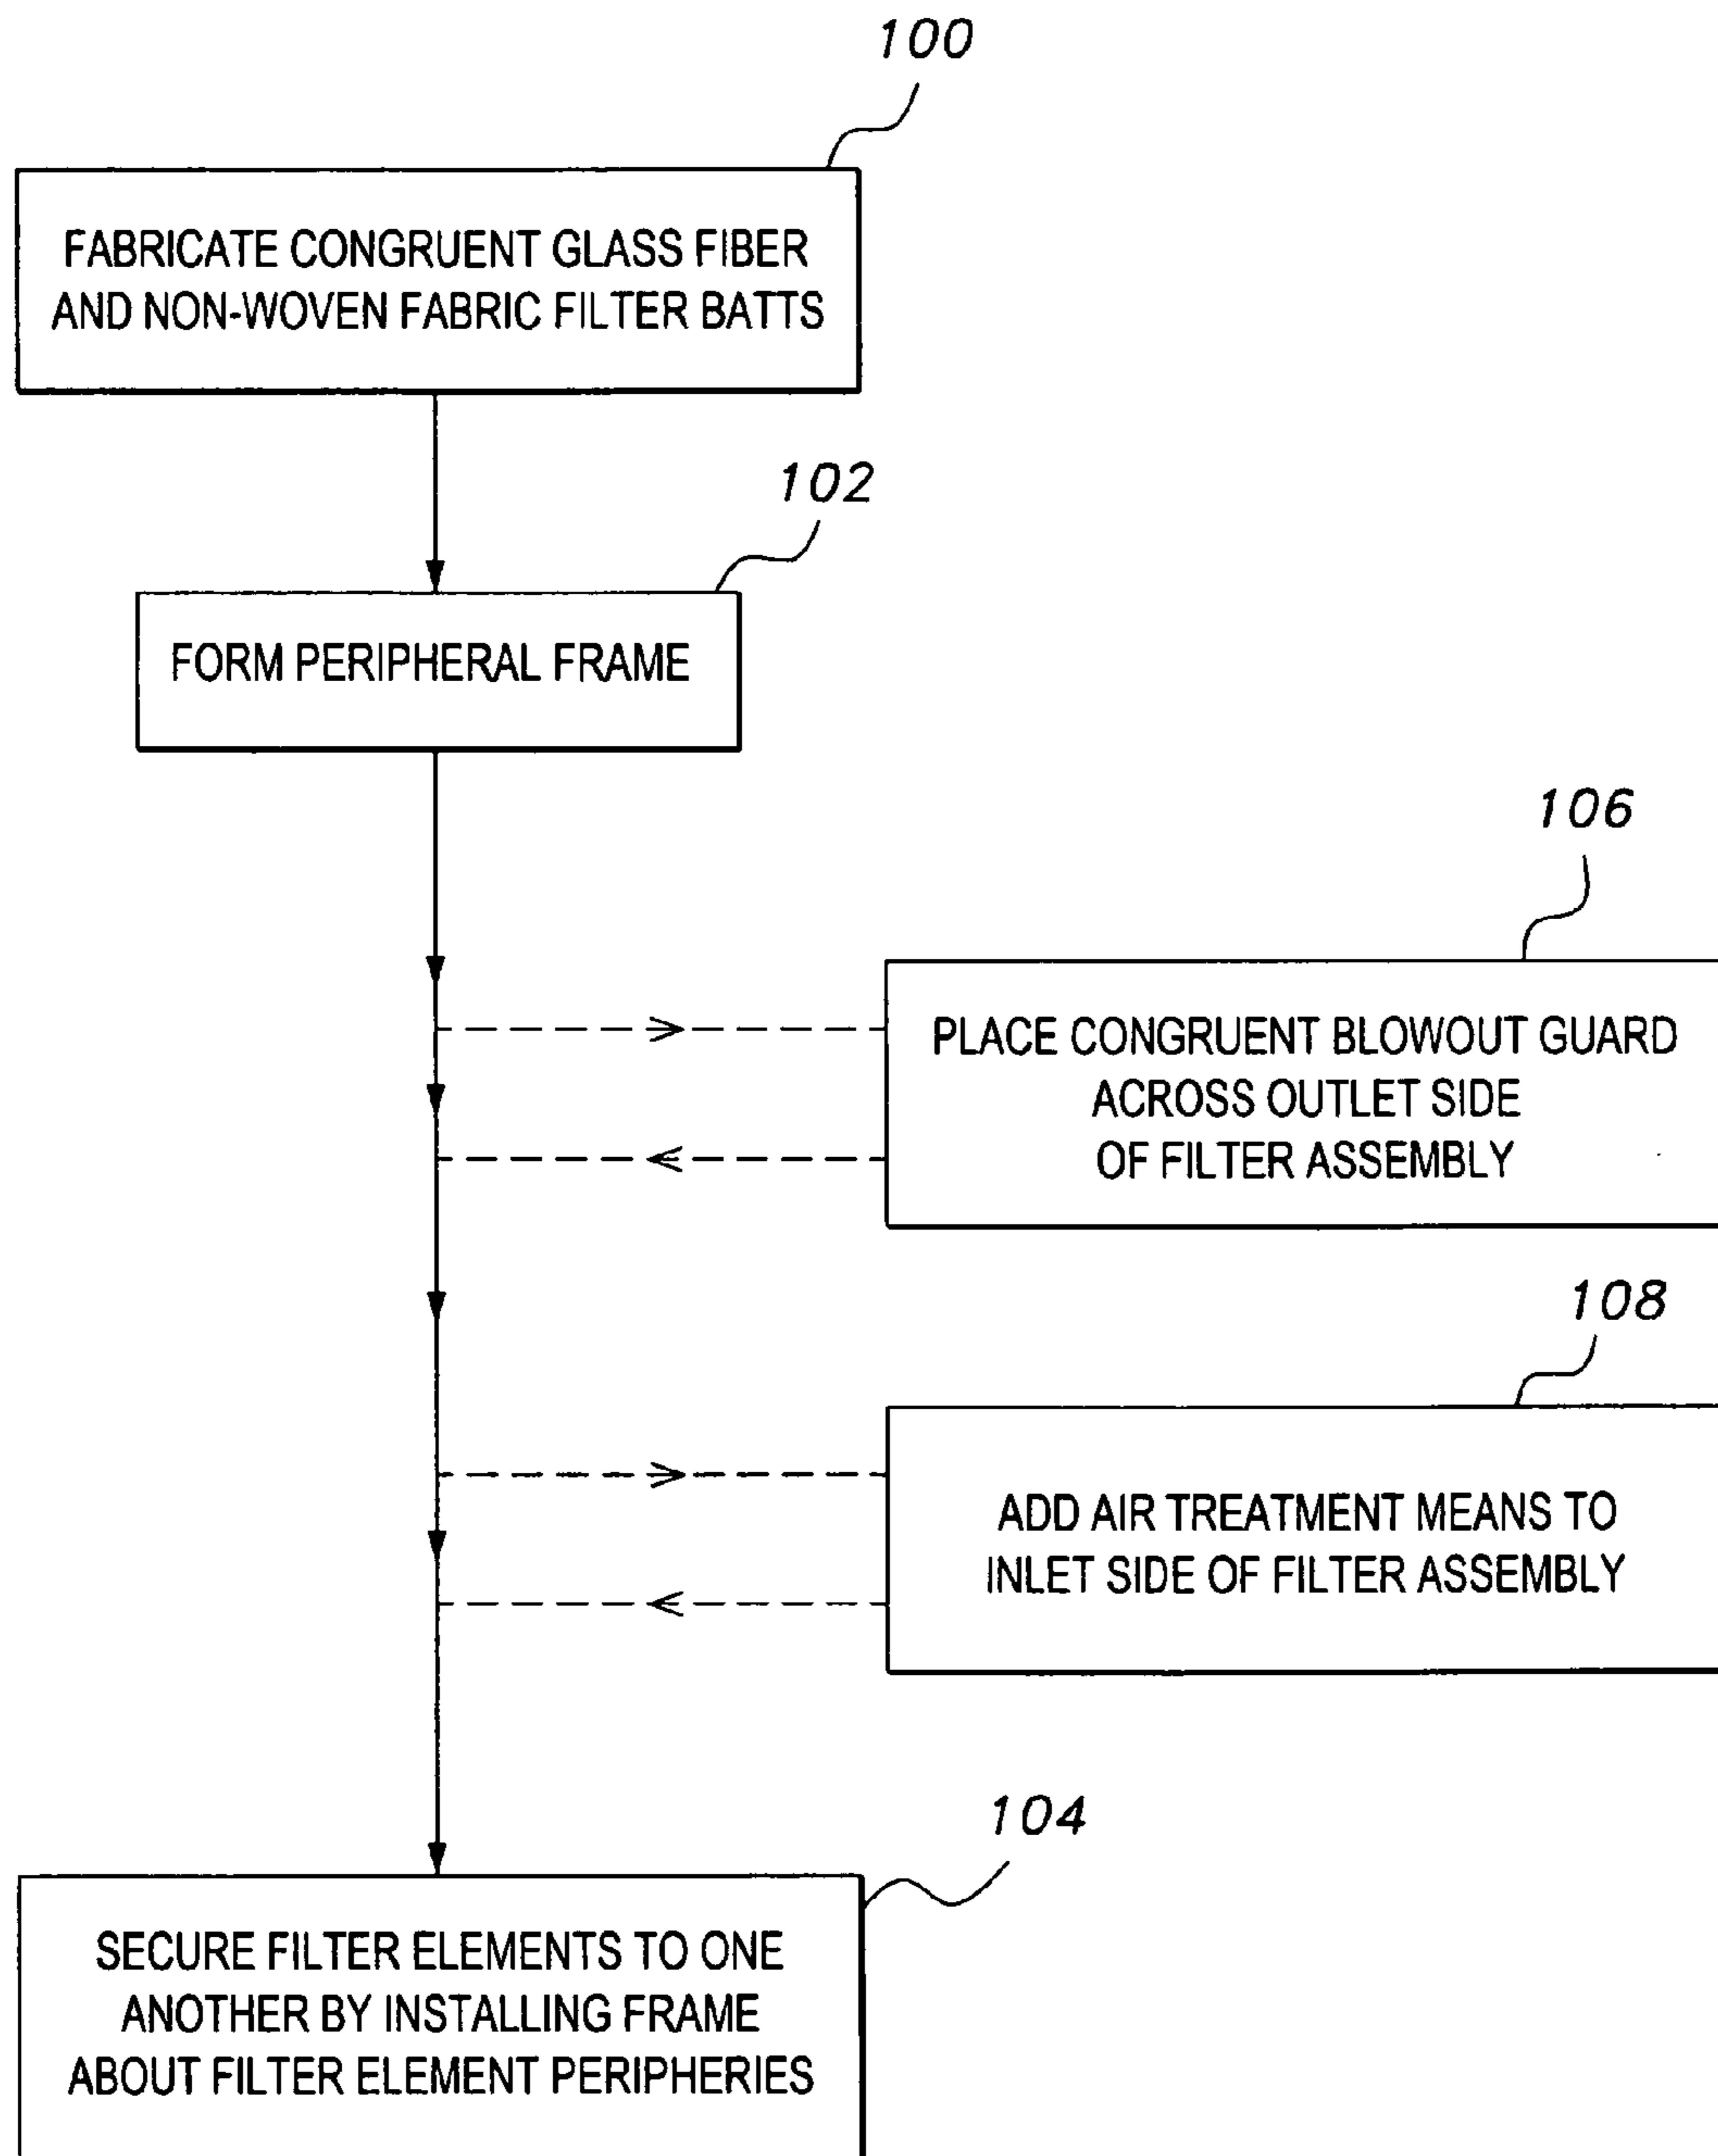 100
FABRICATE CONGRUENT GLASS FIBER
AND NON-WOVEN FABRIC FILTER BATTS
102
FORM PERIPHERAL FRAME
106
PLACE CONGRUENT BLOWOUT GUARD
ACROSS OUTLET SIDE
OF FILTER ASSEMBLY
108
ADD AIR TREATMENT MEANS TO
INLET SIDE OF FILTER ASSEMBLY
104
SECURE FILTER ELEMENTS TO ONE
ANOTHER BY INSTALLING FRAME
ABOUT FILTER ELEMENT PERIPHERIES